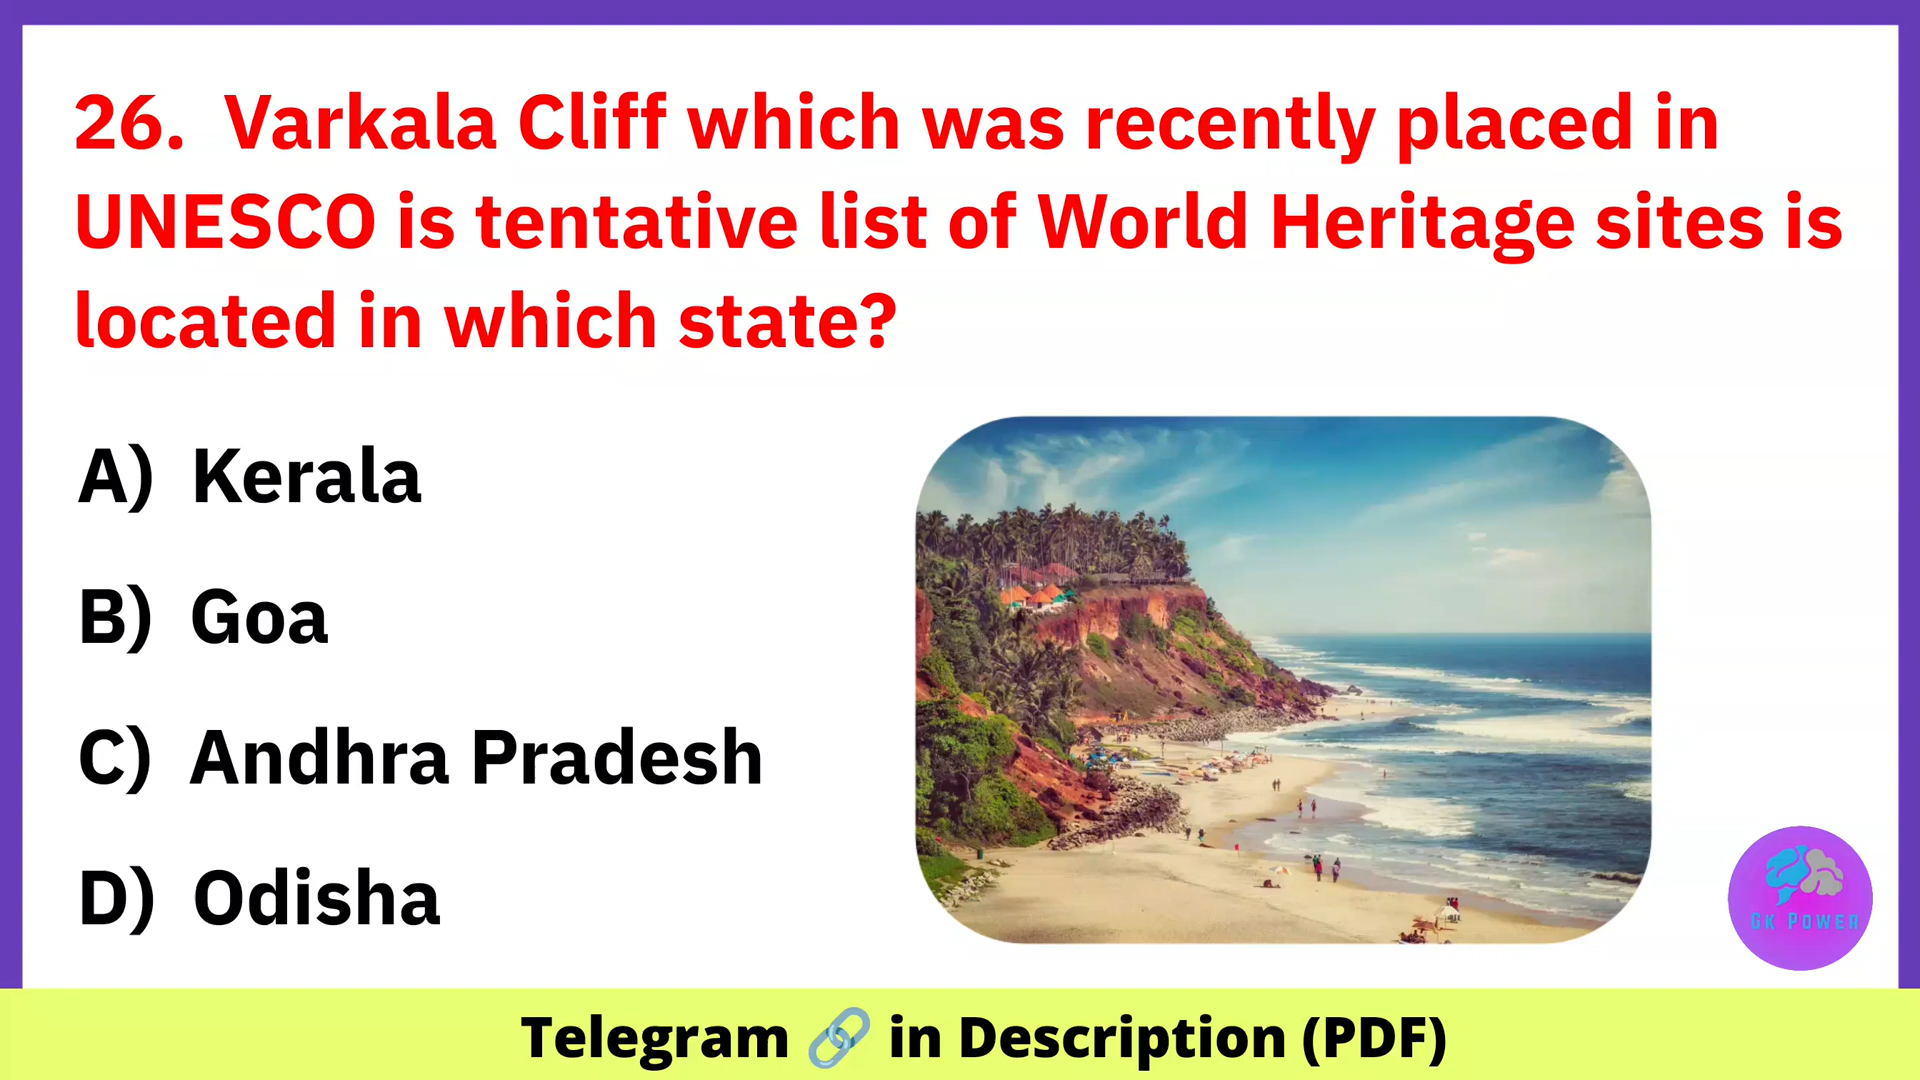 26. Varkala Cliff which was recently placed in
UNESCO is tentative list of World Heritage sites is
located in which state?
A) Kerala
B) Goa
C) Andhra Pradesh
D) Odisha
GK POWER
Telegram 🔗 in Description (PDF)